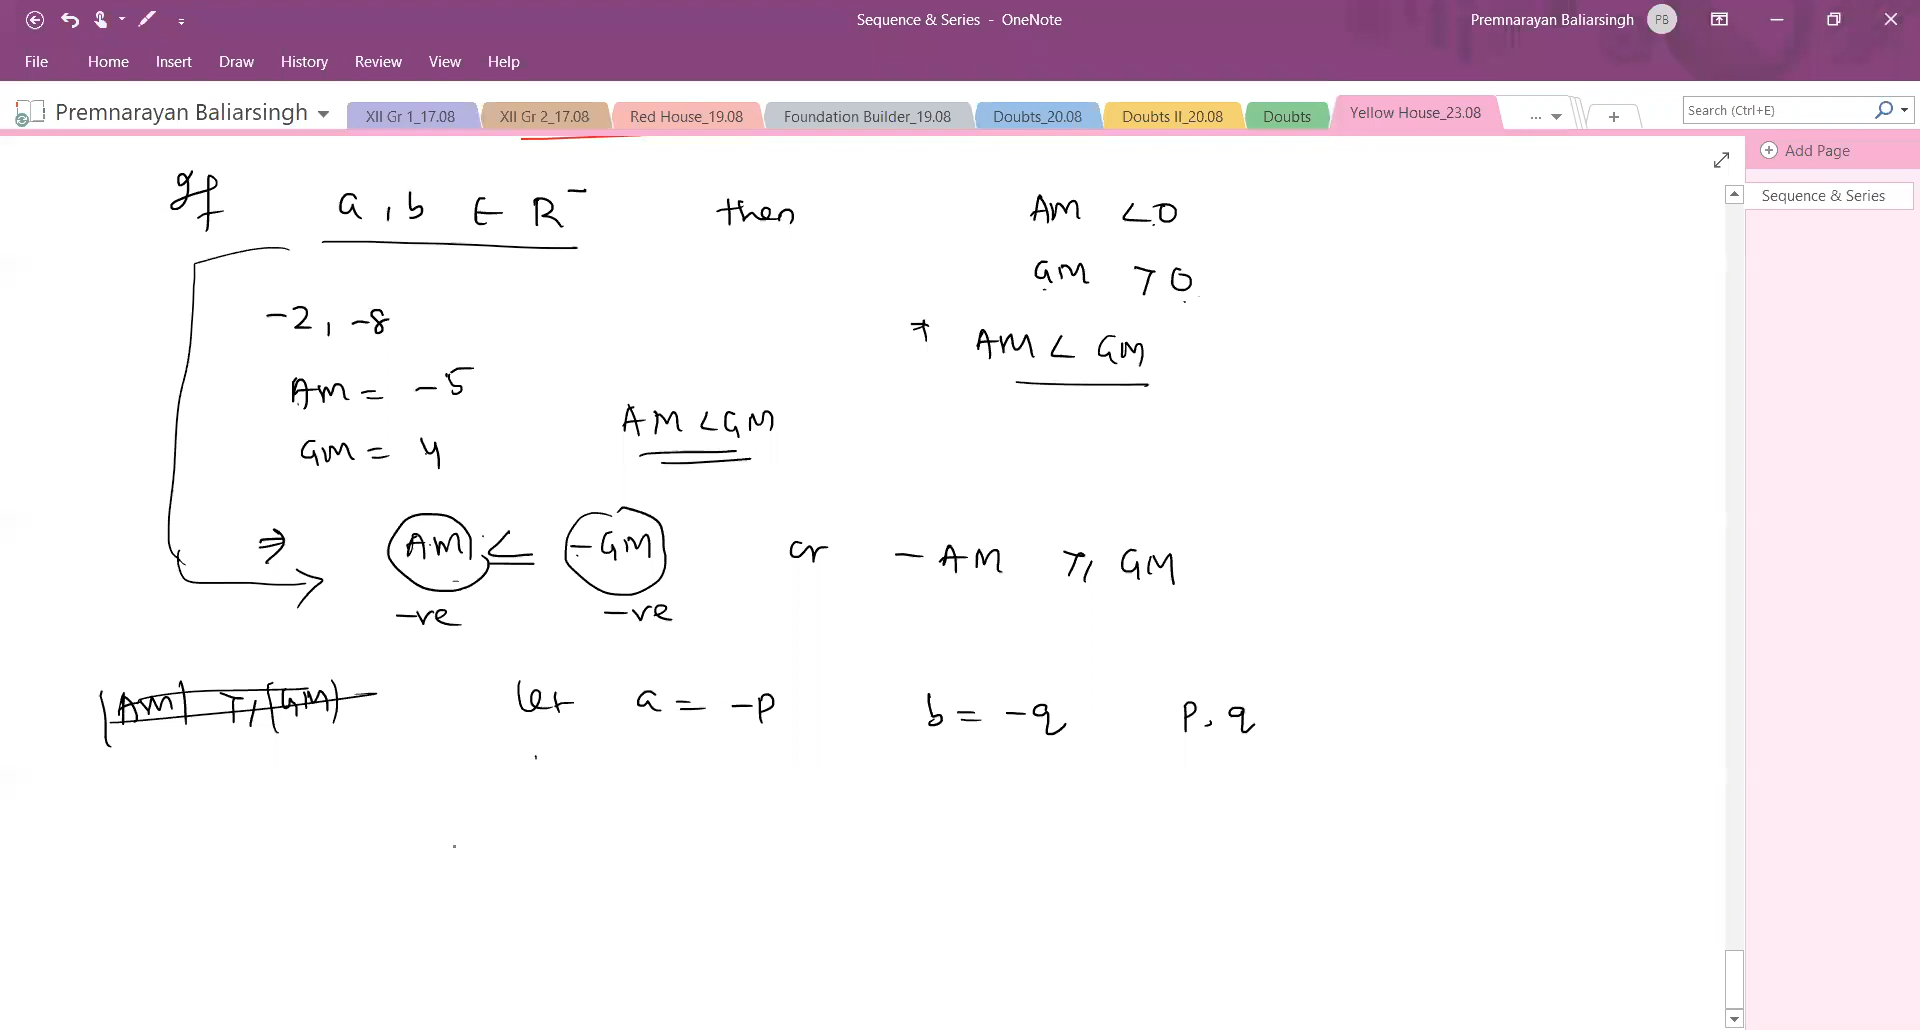 Sequence & Series - OneNote
Premnarayan Baliarsingh PB
File Home Insert Draw History Review View Help
Premnarayan Baliarsingh XII Gr 1_17.08 XII Gr 2_17.08 Red House_19.08 Foundation Builder_19.08 Doubts_20.08 Doubts II_20.08 Doubts Yellow House_23.08 ... + Search (Ctrl+E)
Add Page
Sequence & Series
If a, b ∈ R⁻ then AM < 0
GM > 0
-2, -8
⇒ AM < GM
AM = -5
AM < GM
GM = 4
⇒ AM ≤ -GM or -AM ≥ GM
-ve -ve
|AM| ≥ |GM| let a = -p b = -q p, q